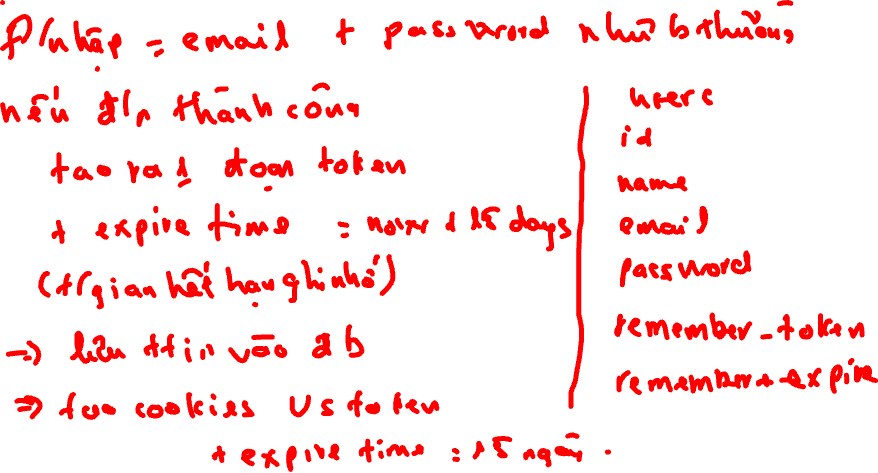 Đ/nhập = email + password như bthường
nếu đ/n thành công
tạo ra 1 đoạn token
+ expire time = now + 15 days
(t/gian hết hạn ghi nhớ)
-> lưu ttin vào db
=> tạo cookies vs token
+ expire time = 15 ngày.
users
id
name
email
password
remember_token
remember_expire